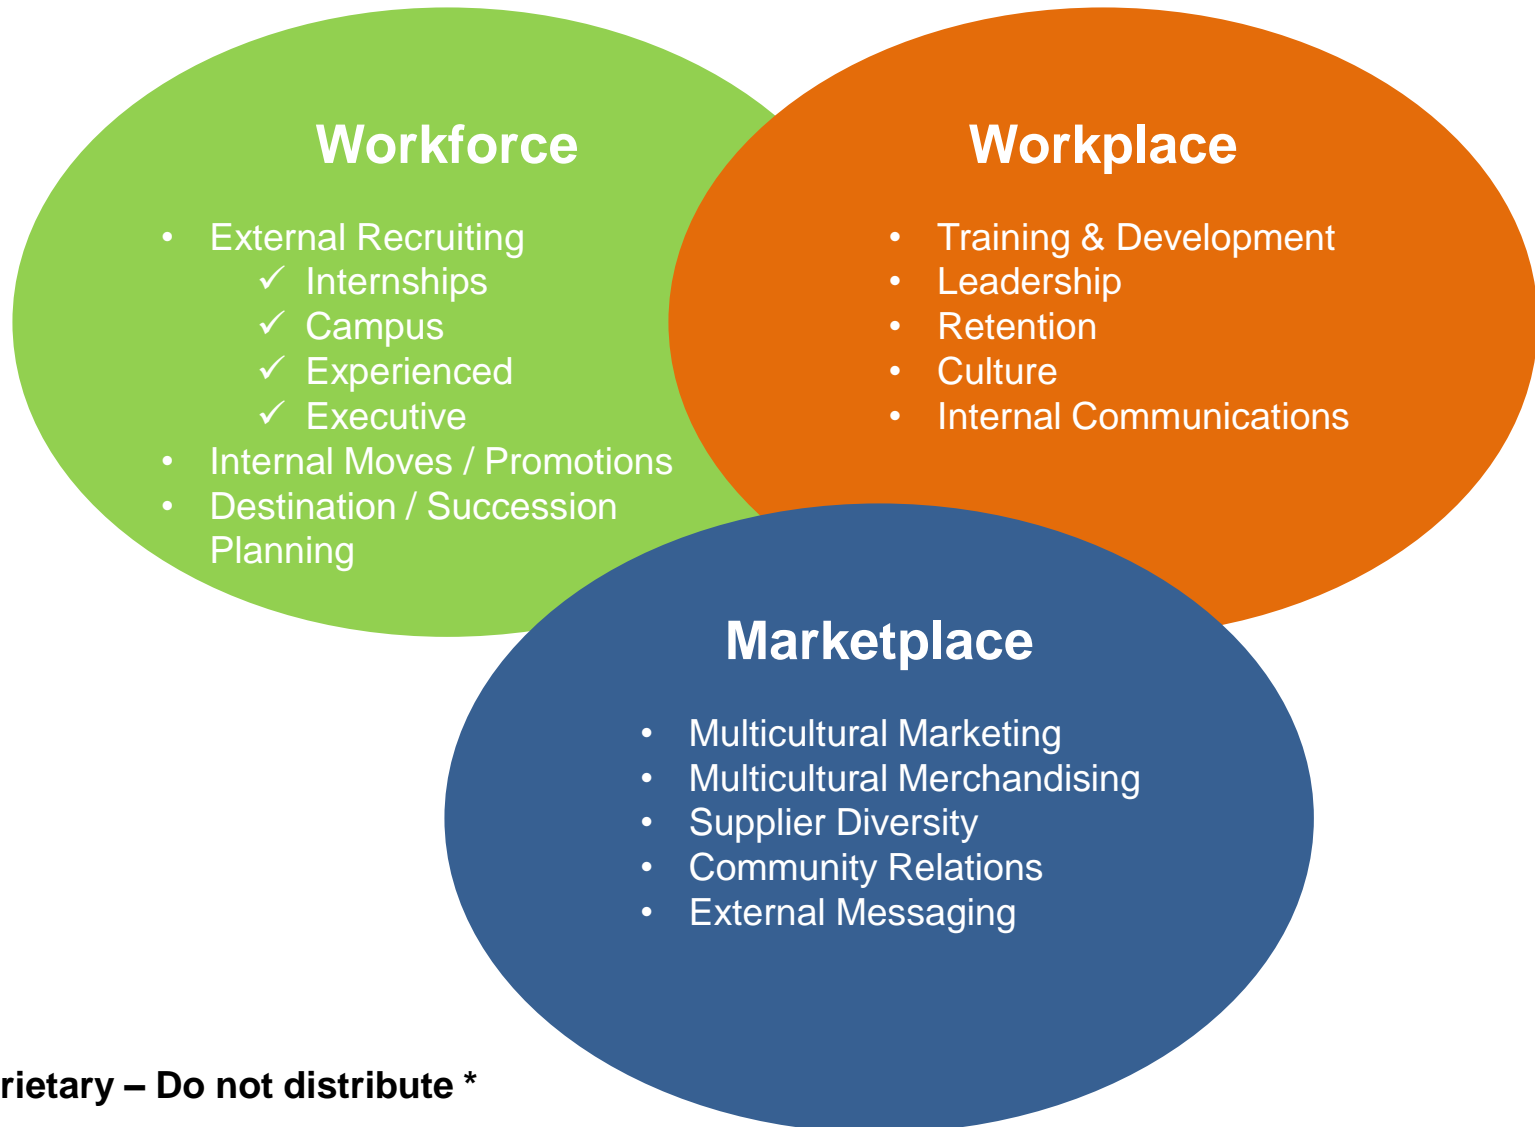 Workforce
• External Recruiting
✓ Internships
✓ Campus
✓ Experienced
✓ Executive
• Internal Moves / Promotions
• Destination / Succession
Planning
Workplace
• Training & Development
• Leadership
• Retention
• Culture
• Internal Communications
Marketplace
• Multicultural Marketing
• Multicultural Merchandising
• Supplier Diversity
• Community Relations
• External Messaging
rietary – Do not distribute *